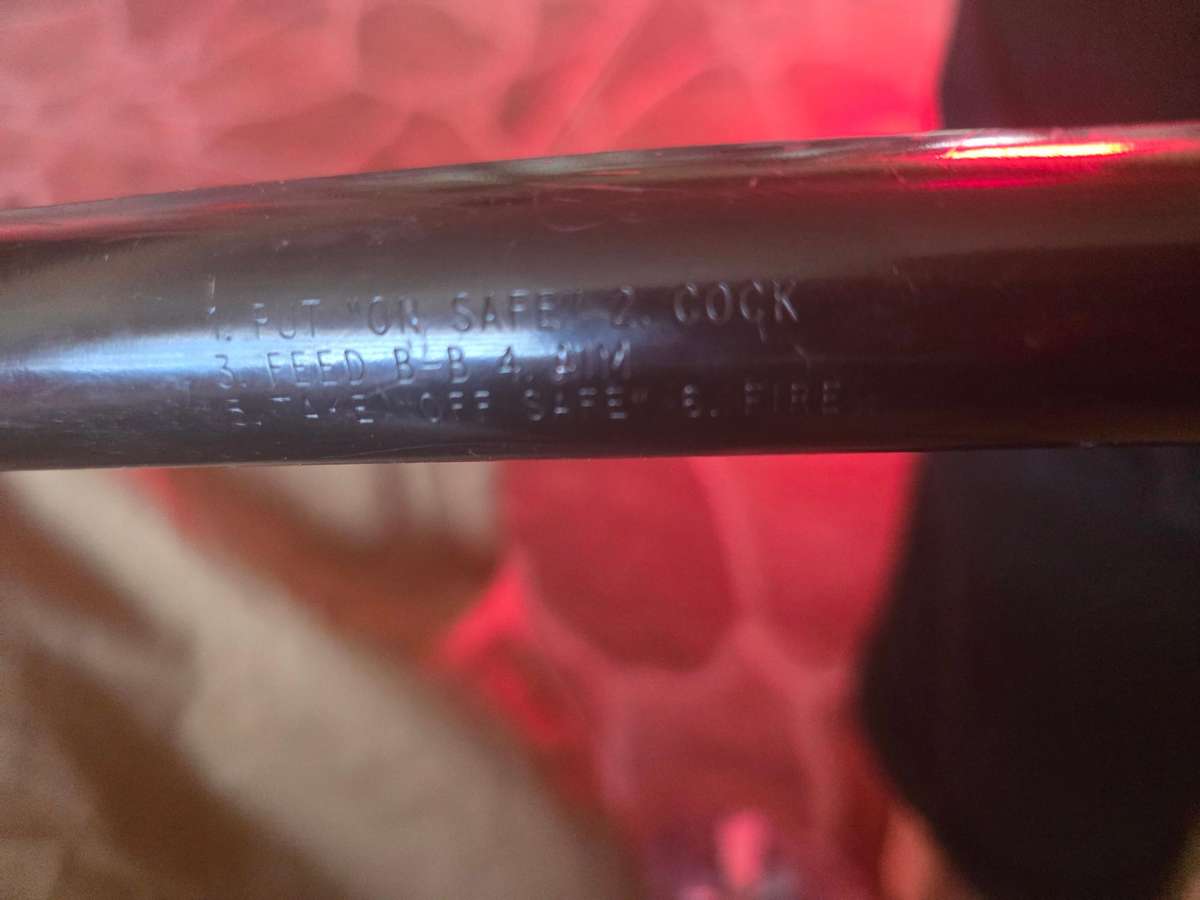 1. PUT "ON SAFE" 2. COCK
3. FEED B-B 4. AIM
5. TAKE "OFF SAFE" 6. FIRE